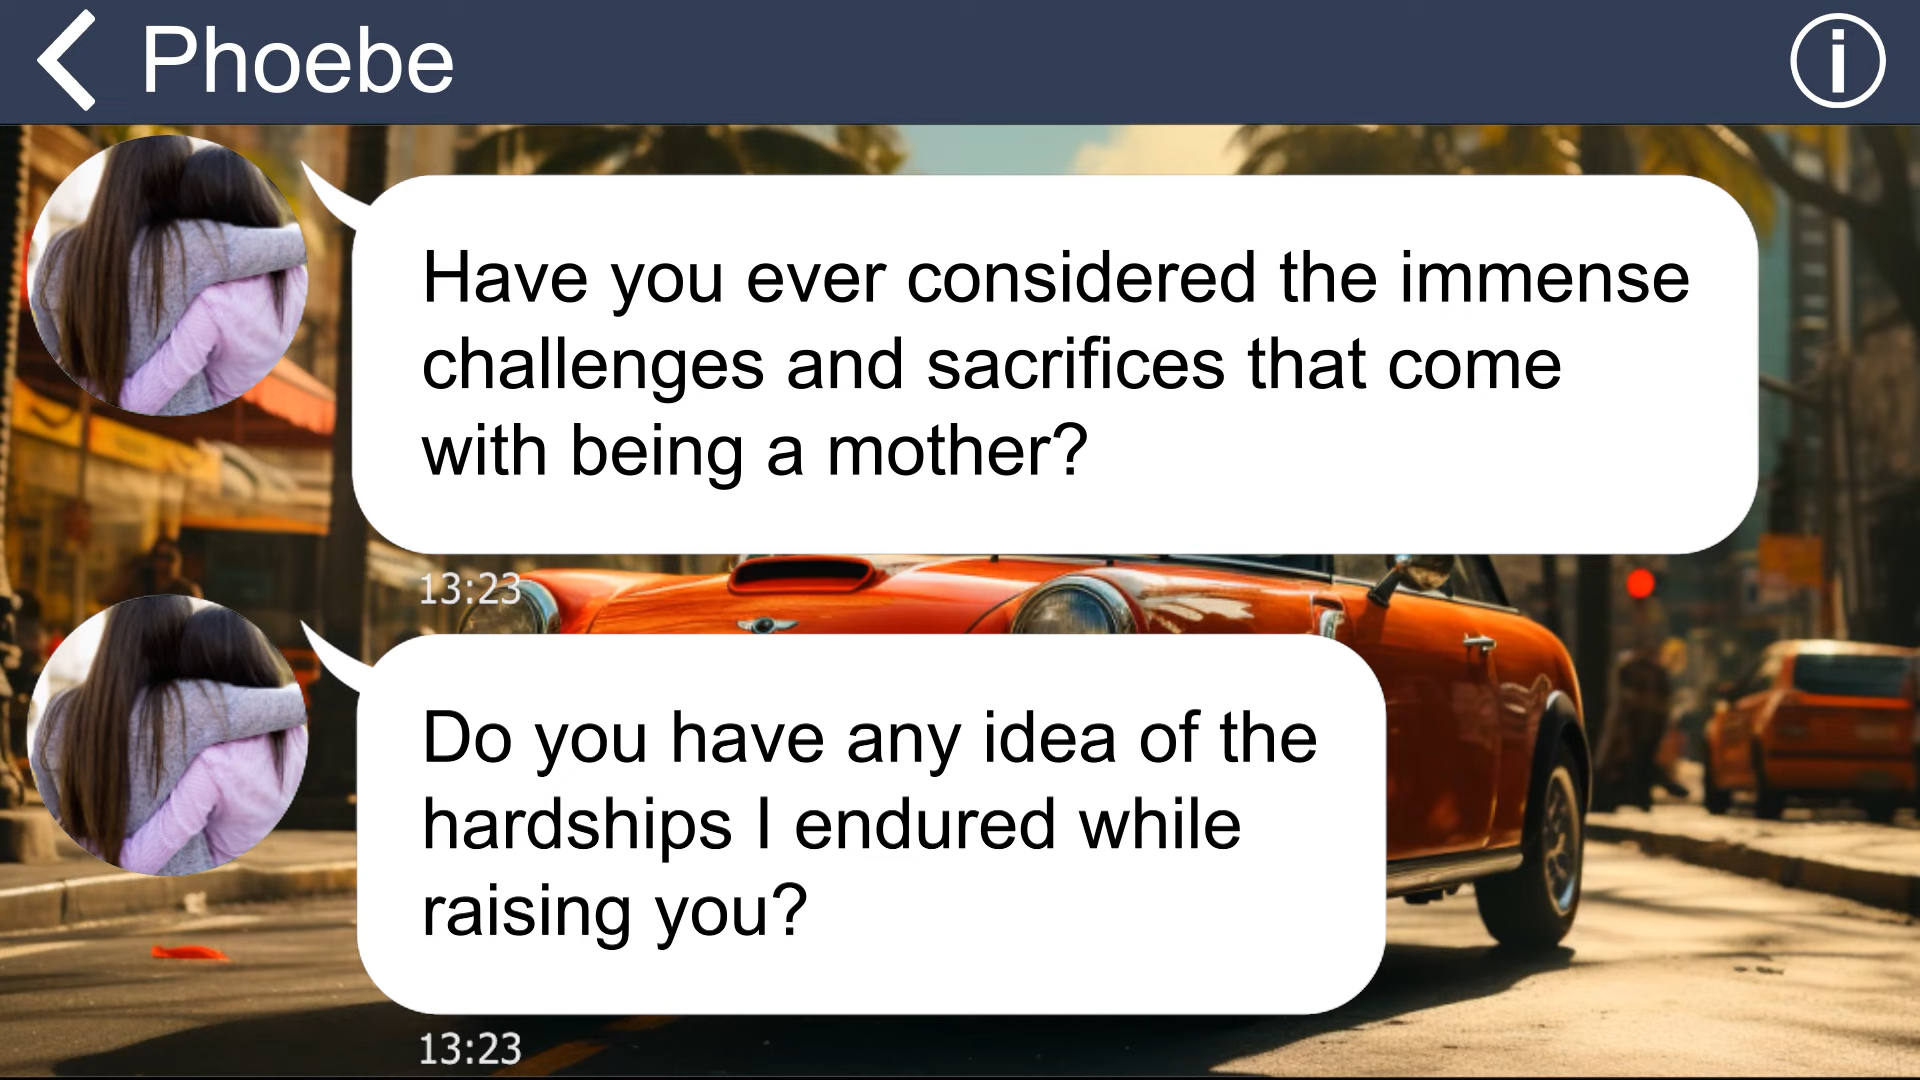 Phoebe
Have you ever considered the immense
challenges and sacrifices that come
with being a mother?
13:23
Do you have any idea of the
hardships I endured while
raising you?
13:23